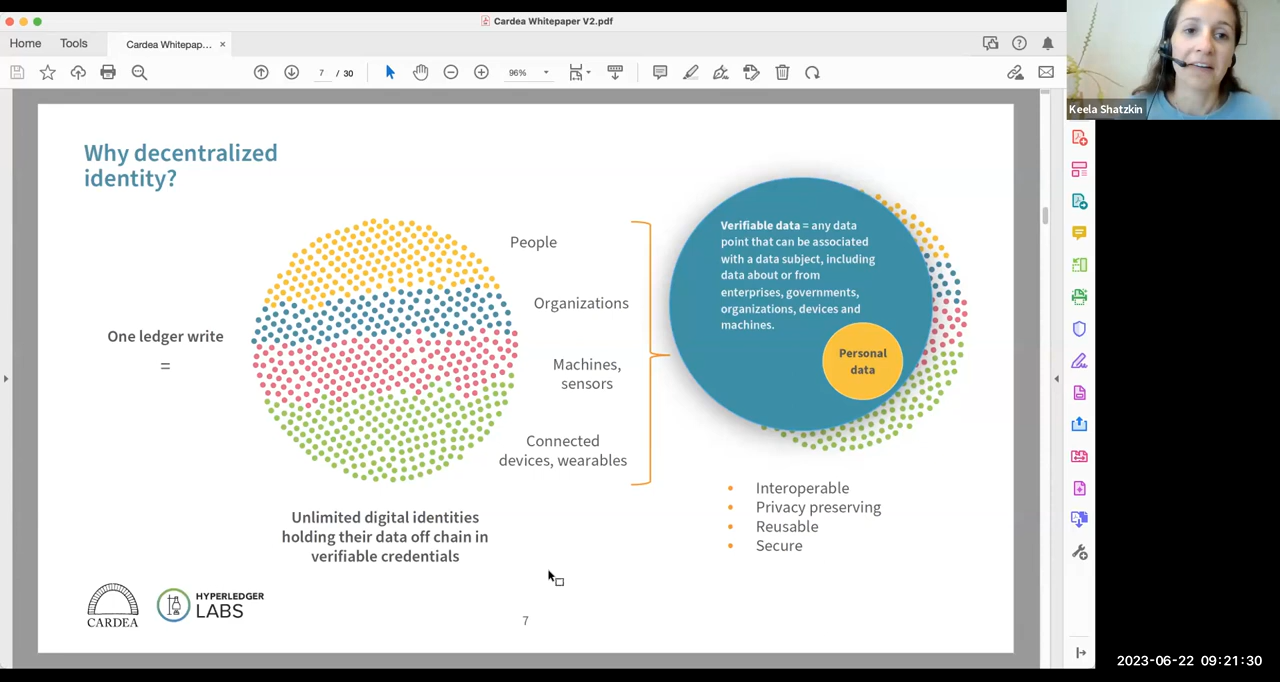 Cardea Whitepaper V2.pdf
Home
Tools
Cardea Whitepap... ×
7 / 30
96%
Keela Shatzkin
Why decentralized
identity?
One ledger write
=
People
Organizations
Machines,
sensors
Connected
devices, wearables
Unlimited digital identities
holding their data off chain in
verifiable credentials
Verifiable data = any data
point that can be associated
with a data subject, including
data about or from
enterprises, governments,
organizations, devices and
machines.
Personal
data
• Interoperable
• Privacy preserving
• Reusable
• Secure
CARDEA
HYPERLEDGER
LABS
7
2023-06-22 09:21:30